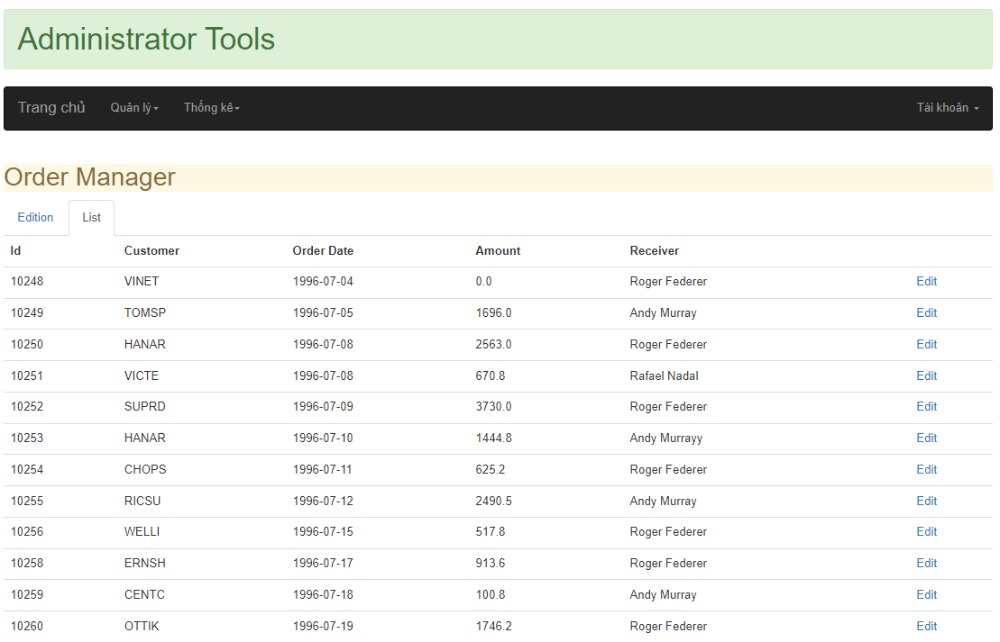 Administrator Tools
Trang chủ Quản lý Thống kê Tài khoản
Order Manager
Edition List
Id Customer Order Date Amount Receiver
10248 VINET 1996-07-04 0.0 Roger Federer Edit
10249 TOMSP 1996-07-05 1696.0 Andy Murray Edit
10250 HANAR 1996-07-08 2563.0 Roger Federer Edit
10251 VICTE 1996-07-08 670.8 Rafael Nadal Edit
10252 SUPRD 1996-07-09 3730.0 Roger Federer Edit
10253 HANAR 1996-07-10 1444.8 Andy Murrayy Edit
10254 CHOPS 1996-07-11 625.2 Roger Federer Edit
10255 RICSU 1996-07-12 2490.5 Andy Murray Edit
10256 WELLI 1996-07-15 517.8 Roger Federer Edit
10258 ERNSH 1996-07-17 913.6 Roger Federer Edit
10259 CENTC 1996-07-18 100.8 Andy Murray Edit
10260 OTTIK 1996-07-19 1746.2 Roger Federer Edit